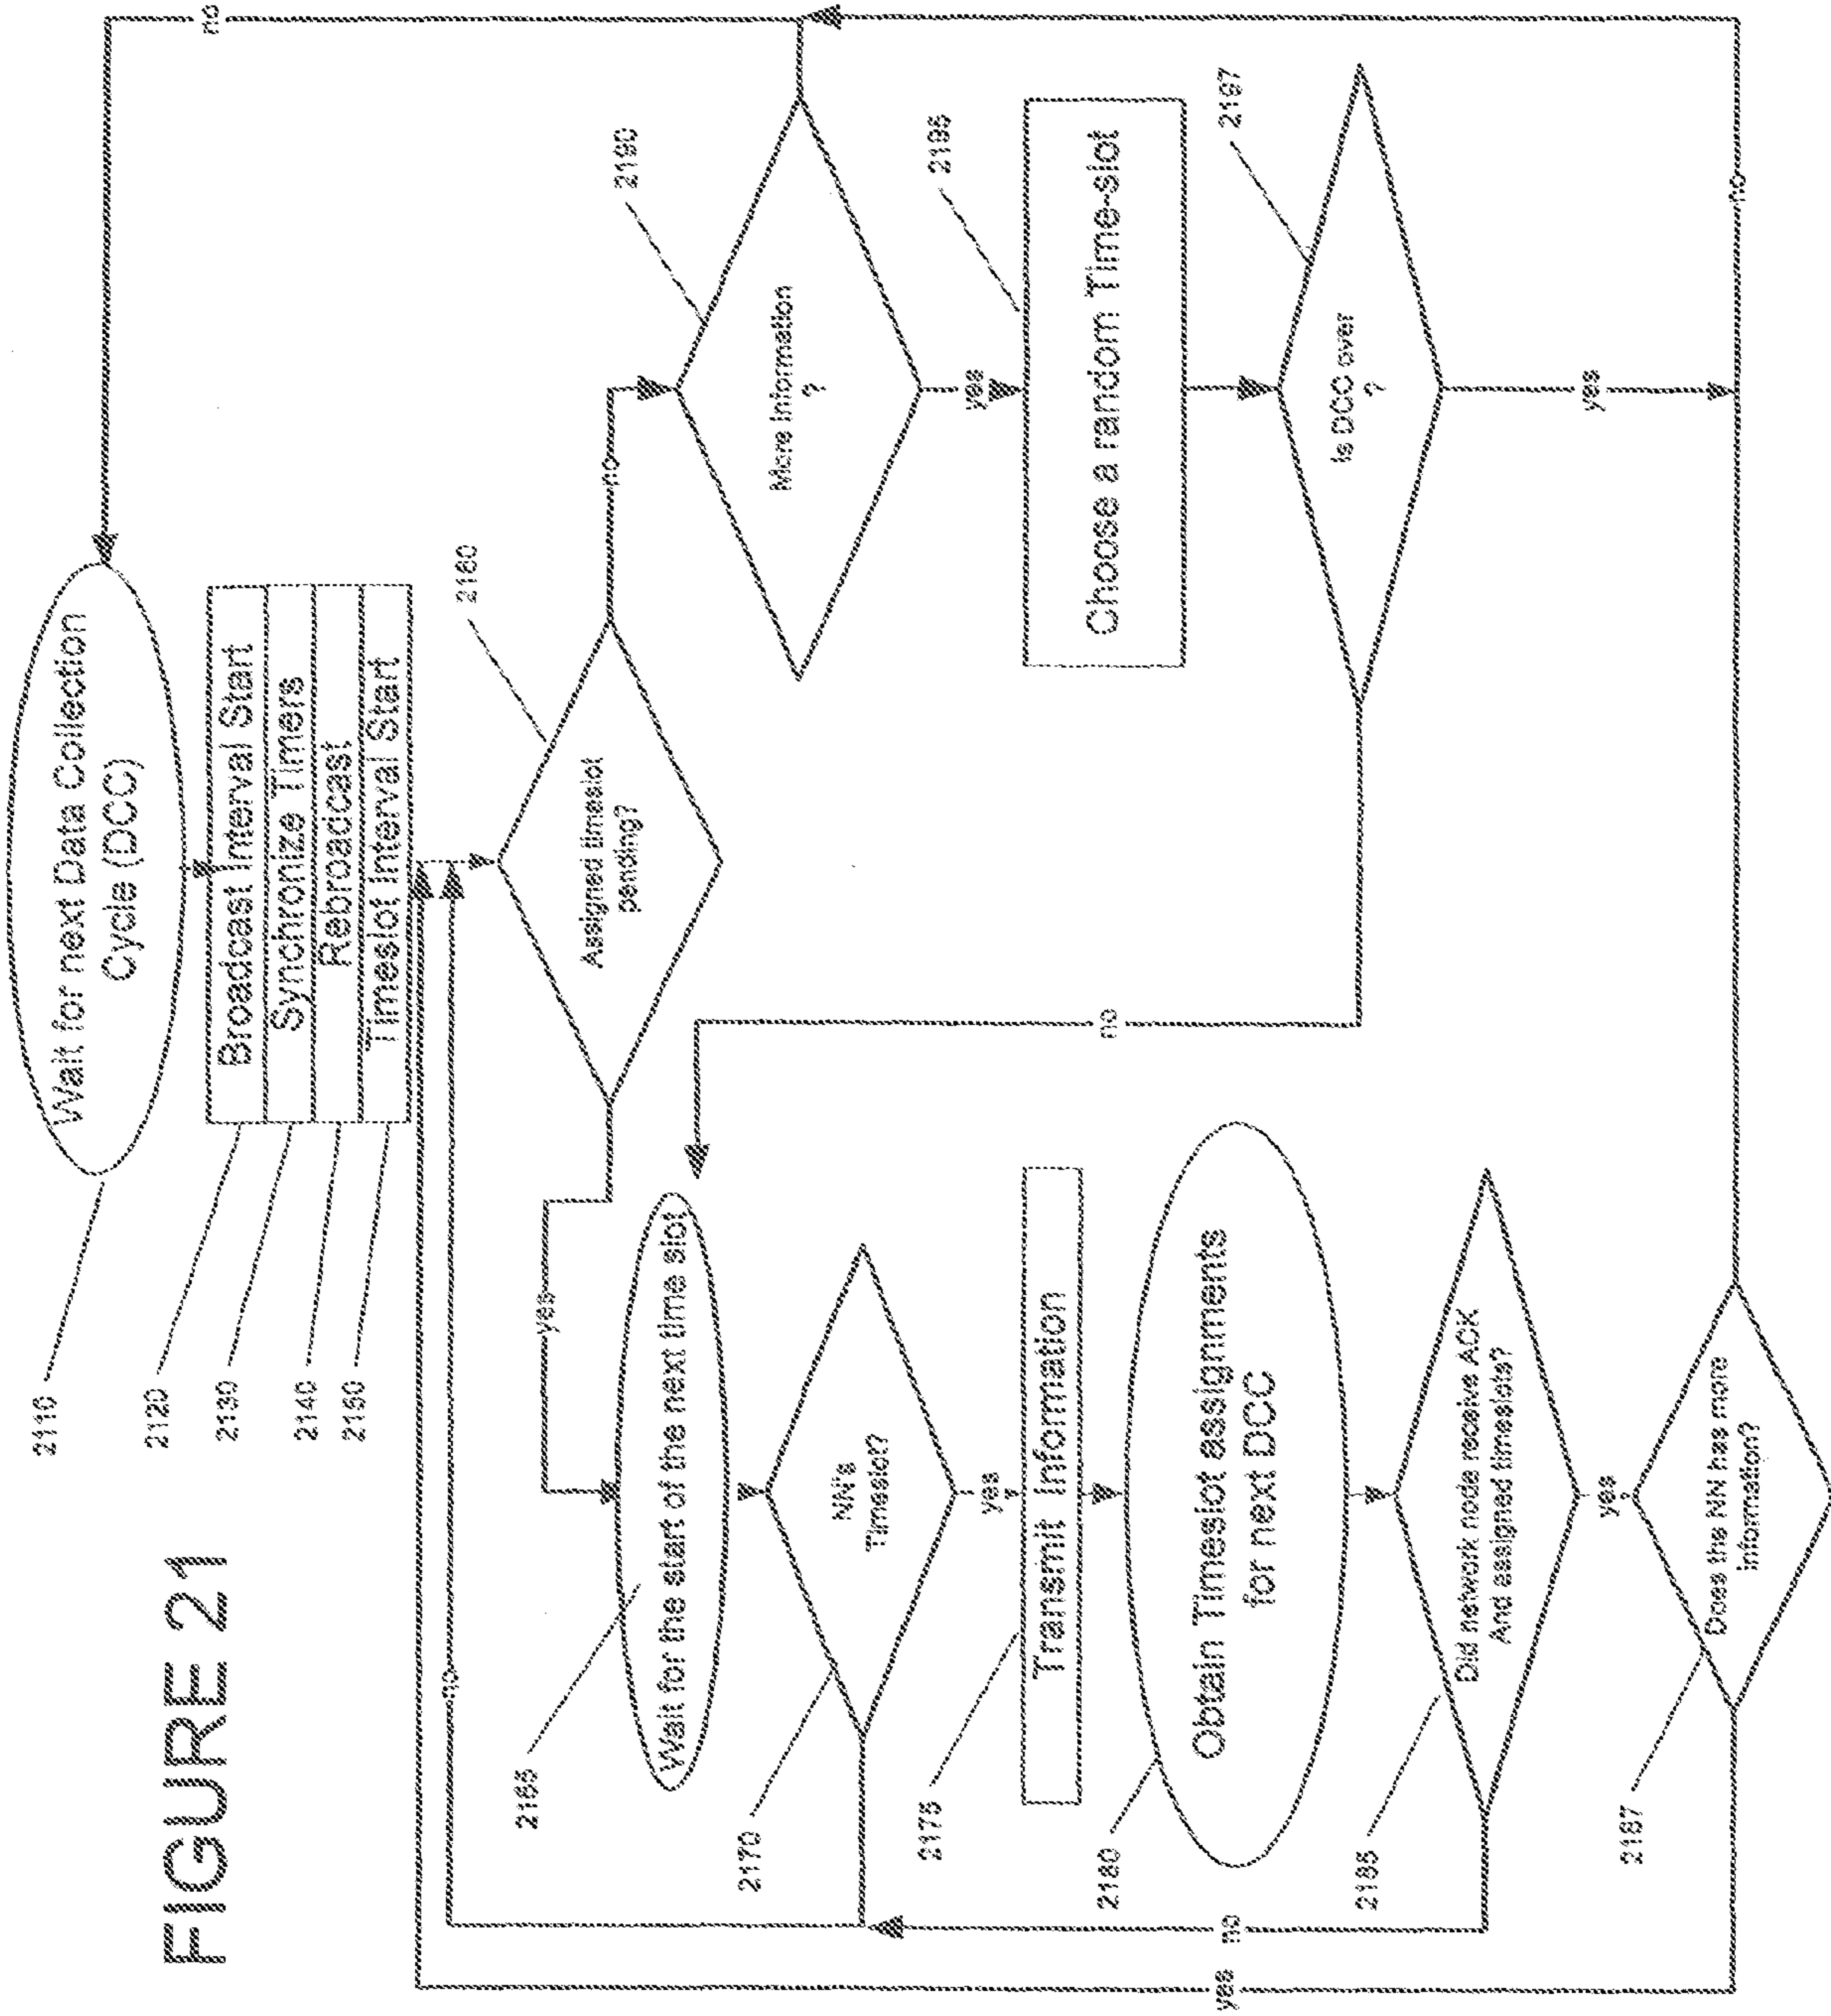 FIGURE 21
2110
Wait for next Data Collection
Cycle (DCC)
2120
Broadcast Interval Start
2130
Synchronize Timers
2140
Rebroadcast
2150
Timeslot Interval Start
2160
Assigned timeslot
pending?
yes
no
no
2165
Wait for the start of the next time slot
2170
NN's
Timeslot?
no
yes
2175
Transmit Information
2180
Obtain Timeslot assignments
for next DCC
2185
Did network node receive ACK
And assigned timeslots?
no
yes
2187
Does the NN has more
information?
yes
no
2190
More Information
?
yes
2195
Choose a random Time-slot
2197
Is DCC over
?
no
yes